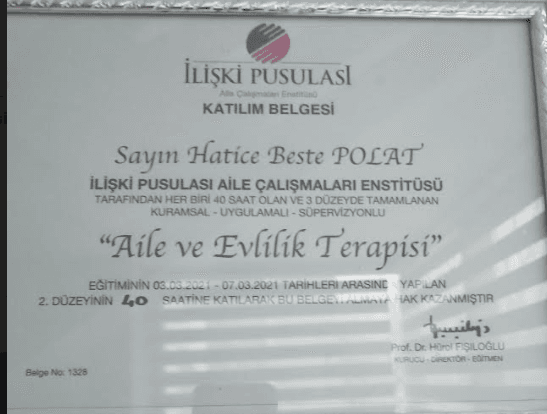 İLİŞKİ PUSULASI
Aile Çalışmaları Enstitüsü
KATILIM BELGESİ
Sayın Hatice Beste POLAT
İLİŞKİ PUSULASI AİLE ÇALIŞMALARI ENSTİTÜSÜ
TARAFINDAN HER BİRİ 40 SAAT OLAN VE 3 DÜZEYDE TAMAMLANAN
KURAMSAL - UYGULAMALI - SÜPERVİZYONLU
“Aile ve Evlilik Terapisi”
EĞİTİMİNİN 03.03.2021 - 07.03.2021 TARİHLERİ ARASINDA YAPILAN
2. DÜZEYİNİN 40 SAATİNE KATILARAK BU BELGEYİ ALMAYA HAK KAZANMIŞTIR
Prof. Dr. Hürol FIŞILOĞLU
KURUCU - DİREKTÖR - EĞİTMEN
Belge No: 1328